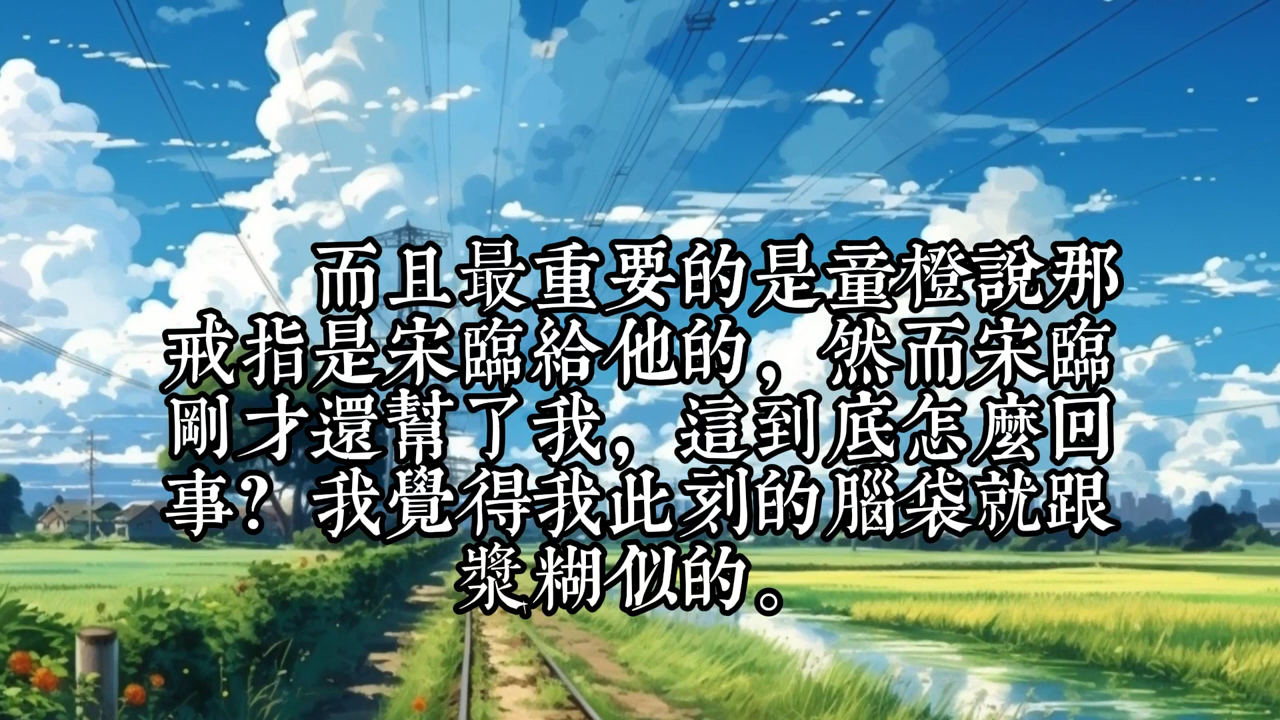 而且最重要的是童橙說那
戒指是宋臨給他的，然而宋臨
剛才還幫了我，這到底怎麼回
事？我覺得我此刻的腦袋就跟
漿糊似的。